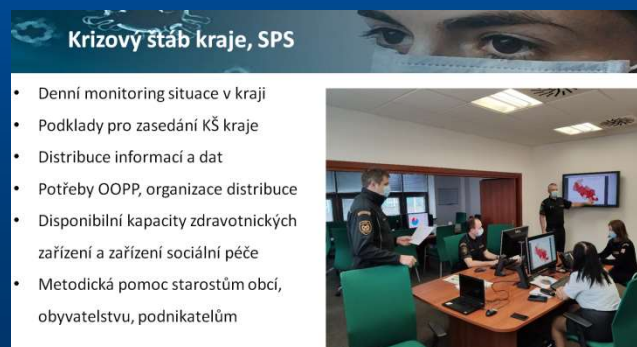 Krizový štáb kraje, SPS
• Denní monitoring situace v kraji
• Podklady pro zasedání KŠ kraje
• Distribuce informací a dat
• Potřeby OOPP, organizace distribuce
• Disponibilní kapacity zdravotnických
zařízení a zařízení sociální péče
• Metodická pomoc starostům obcí,
obyvatelstvu, podnikatelům